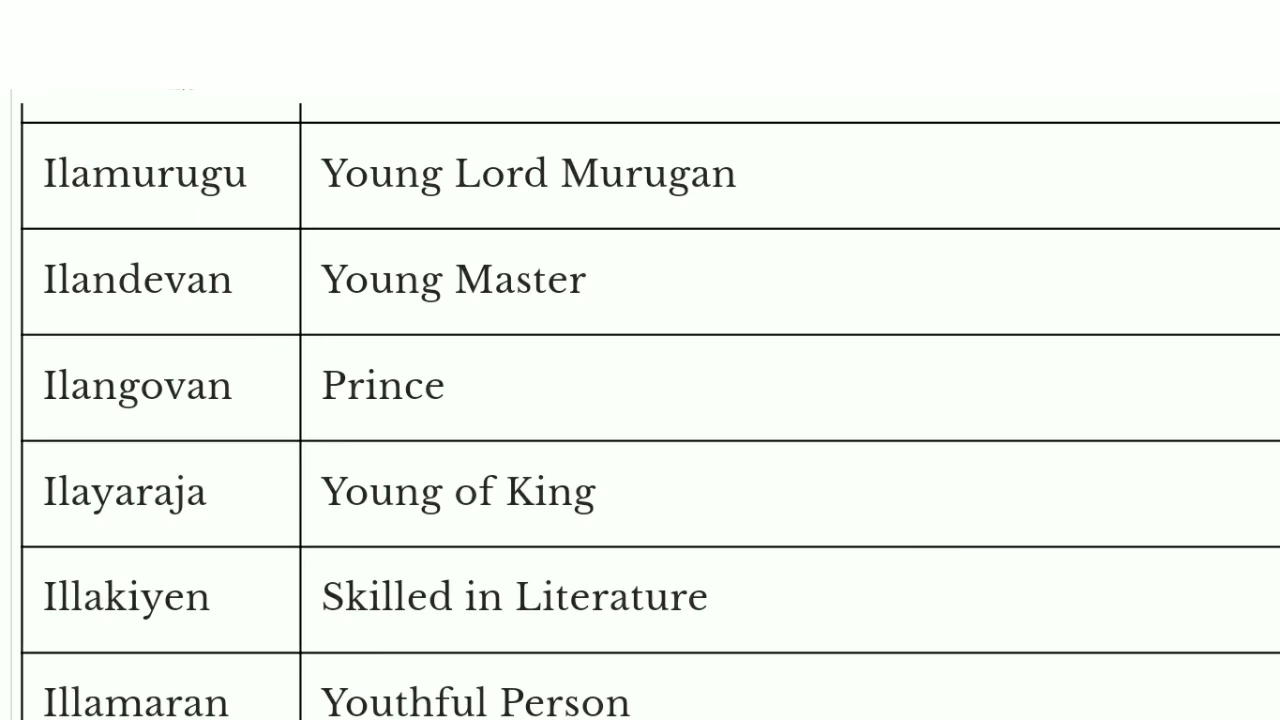 Ilamurugu Young Lord Murugan
Ilandevan Young Master
Ilangovan Prince
Ilayaraja Young of King
Illakiyen Skilled in Literature
Illamaran Youthful Person